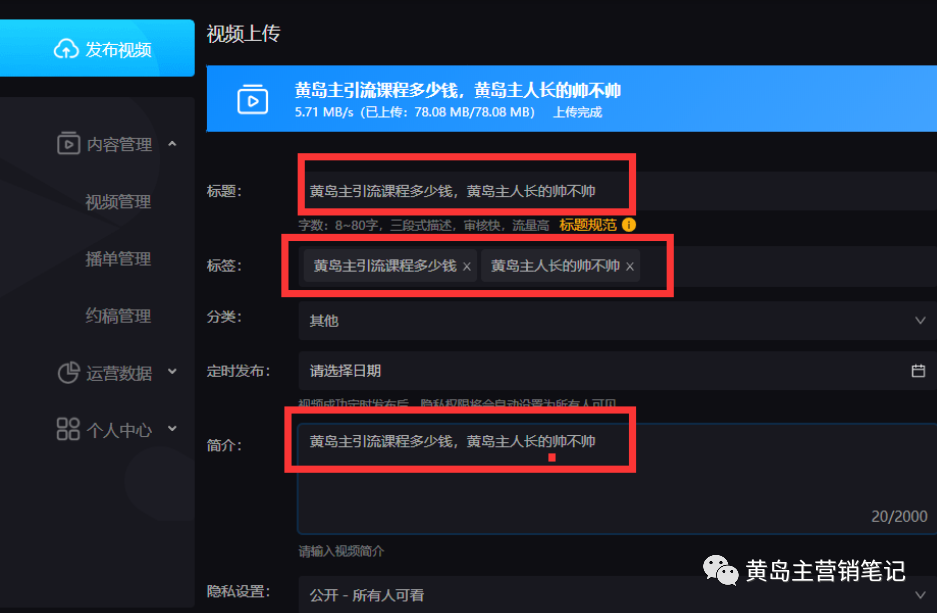 发布视频
内容管理
视频管理
播单管理
约稿管理
运营数据
个人中心
视频上传
黄岛主引流课程多少钱，黄岛主人长的帅不帅
5.71 MB/s（已上传：78.08 MB/78.08 MB） 上传完成
标题：
黄岛主引流课程多少钱，黄岛主人长的帅不帅
字数：8~80字，三段式描述，审核快，流量高 标题规范
标签：
黄岛主引流课程多少钱 × 黄岛主人长的帅不帅 ×
分类：
其他
定时发布：
请选择日期
视频成功定时发布后，隐私权限将会自动设置为所有人可见
简介：
黄岛主引流课程多少钱，黄岛主人长的帅不帅
20/2000
请输入视频简介
隐私设置：
公开 - 所有人可看
黄岛主营销笔记